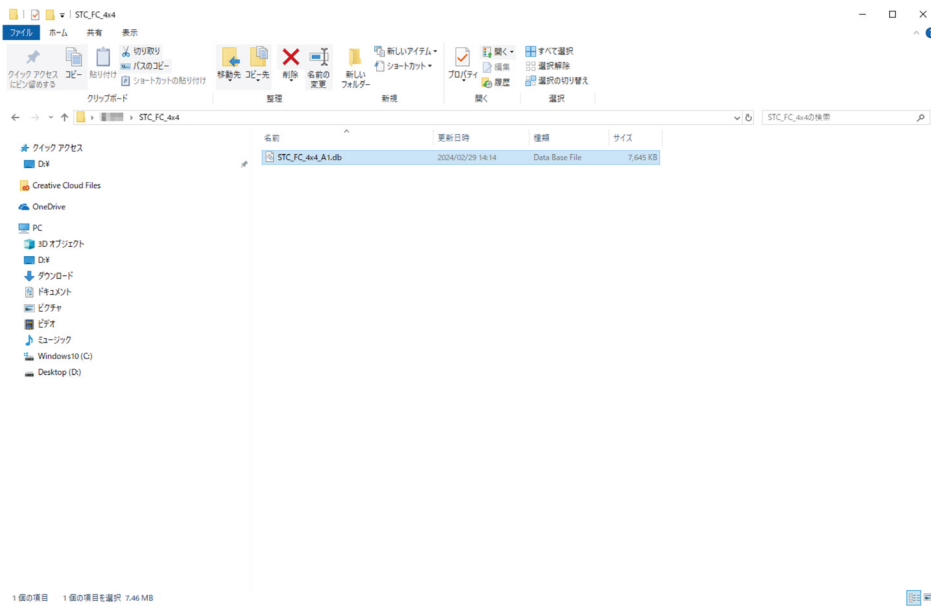 STC_FC_4x4
ファイル ホーム 共有 表示
クイック アクセス
にピン留めする
コピー
貼り付け
切り取り
パスのコピー
ショートカットの貼り付け
クリップボード
移動先
コピー先
削除
名前の
変更
整理
新しい
フォルダー
新しいアイテム
ショートカット
新規
プロパティ
開く
編集
履歴
開く
すべて選択
選択解除
選択の切り替え
選択
STC_FC_4x4
STC_FC_4x4の検索
クイック アクセス
D:¥
Creative Cloud Files
OneDrive
PC
3D オブジェクト
D:¥
ダウンロード
ドキュメント
ピクチャ
ビデオ
ミュージック
Windows10 (C:)
Desktop (D:)
名前 更新日時 種類 サイズ
STC_FC_4x4_A1.db 2024/02/29 14:14 Data Base File 7,645 KB
1 個の項目 1 個の項目を選択 7.46 MB